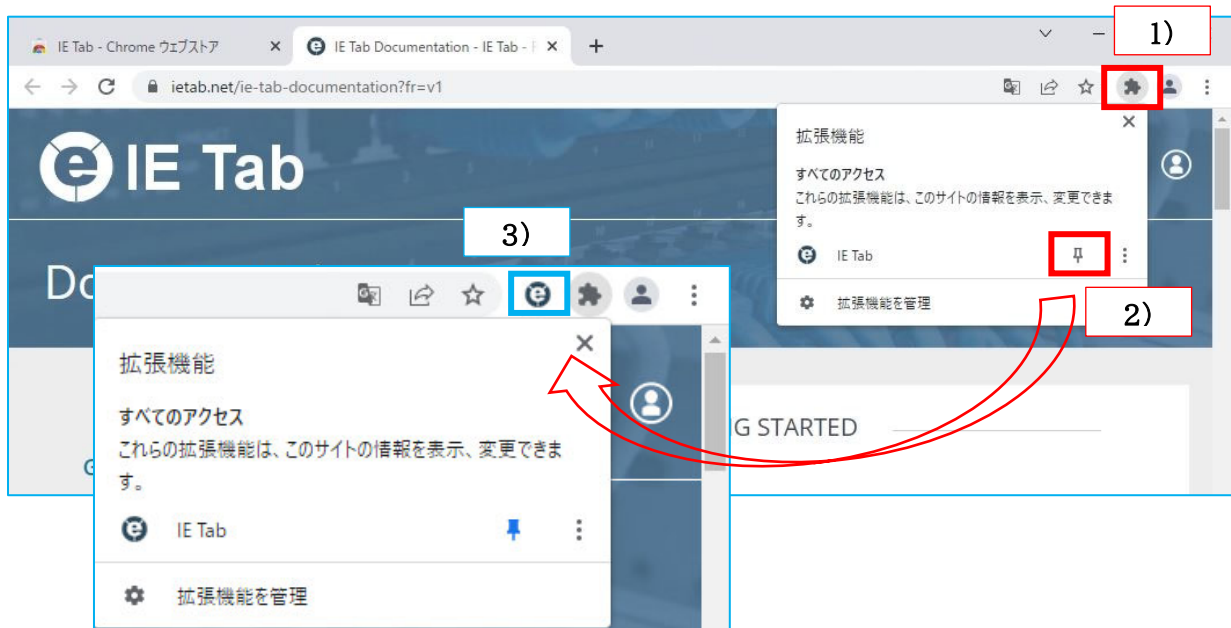 1)
IE Tab - Chrome ウェブストア
IE Tab Documentation - IE Tab -
ietab.net/ie-tab-documentation?fr=v1
IE Tab
拡張機能
すべてのアクセス
これらの拡張機能は、このサイトの情報を表示、変更できま
す。
IE Tab
拡張機能を管理
2)
3)
Do
G STARTED
拡張機能
すべてのアクセス
これらの拡張機能は、このサイトの情報を表示、変更できま
す。
IE Tab
拡張機能を管理